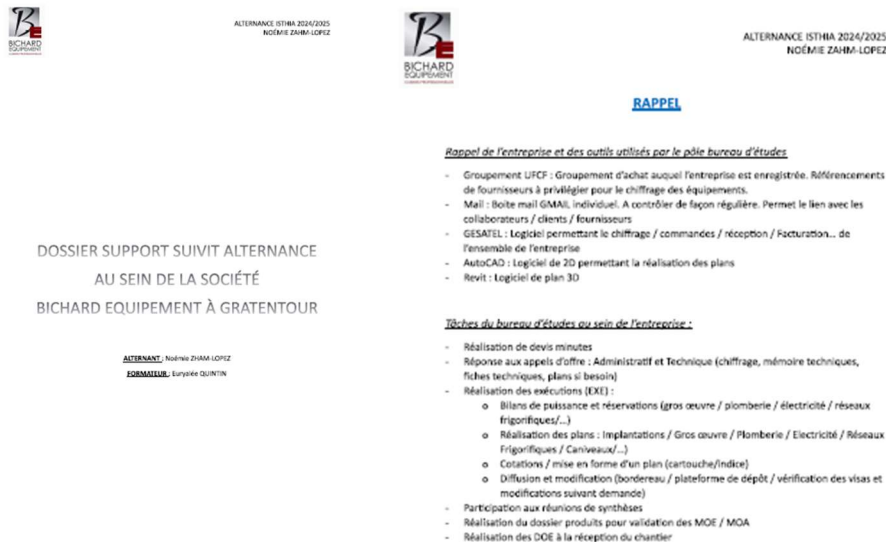 BE
BICHARD
EQUIPEMENT
ALTERNANCE ISTHIA 2024/2025
NOÉMIE ZAHM-LOPEZ
DOSSIER SUPPORT SUIVIT ALTERNANCE
AU SEIN DE LA SOCIÉTÉ
BICHARD EQUIPEMENT À GRATENTOUR
ALTERNANT : Noémie ZHAM-LOPEZ
FORMATEUR : Euryalée QUINTIN
BE
BICHARD
EQUIPEMENT
ALTERNANCE ISTHIA 2024/2025
NOÉMIE ZAHM-LOPEZ
RAPPEL
Rappel de l'entreprise et des outils utilisés par le pôle bureau d'études
- Groupement UFCF : Groupement d'achat auquel l'entreprise est enregistrée. Référencements
de fournisseurs à privilégier pour le chiffrage des équipements.
- Mail : Boite mail GMAIL individuel. A contrôler de façon régulière. Permet le lien avec les
collaborateurs / clients / fournisseurs
- GESATEL : Logiciel permettant le chiffrage / commandes / réception / Facturation... de
l'ensemble de l'entreprise
- AutoCAD : Logiciel de 2D permettant la réalisation des plans
- Revit : Logiciel de plan 3D
Tâches du bureau d'études au sein de l'entreprise :
- Réalisation de devis minutes
- Réponse aux appels d'offre : Administratif et Technique (chiffrage, mémoire techniques,
fiches techniques, plans si besoin)
- Réalisation des exécutions (EXE) :
o Bilans de puissance et réservations (gros œuvre / plomberie / électricité / réseaux
frigorifiques/...)
o Réalisation des plans : Implantations / Gros œuvre / Plomberie / Electricité / Réseaux
Frigorifiques / Caniveaux/...)
o Cotations / mise en forme d'un plan (cartouche/indice)
o Diffusion et modification (bordereau / plateforme de dépôt / vérification des visas et
modifications suivant demande)
- Participation aux réunions de synthèses
- Réalisation du dossier produits pour validation des MOE / MOA
- Réalisation des DOE à la réception du chantier